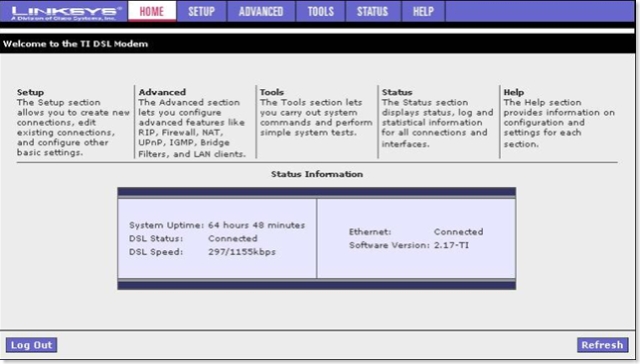 LINKSYS®
A Division of Cisco Systems, Inc.
HOME SETUP ADVANCED TOOLS STATUS HELP
Welcome to the TI DSL Modem
Setup
The Setup section
allows you to create new
connections, edit
existing connections,
and configure other
basic settings.
Advanced
The Advanced section
lets you configure
advanced features like
RIP, Firewall, NAT,
UPnP, IGMP, Bridge
Filters, and LAN clients.
Tools
The Tools section lets
you carry out system
commands and perform
simple system tests.
Status
The Status section
displays status, log and
statistical information
for all connections and
interfaces.
Help
The Help section
provides information on
configuration and
settings for each
section.
Status Information
System Uptime: 64 hours 48 minutes
DSL Status: Connected
DSL Speed: 297/1155kbps
Ethernet: Connected
Software Version: 2.17-TI
Log Out
Refresh